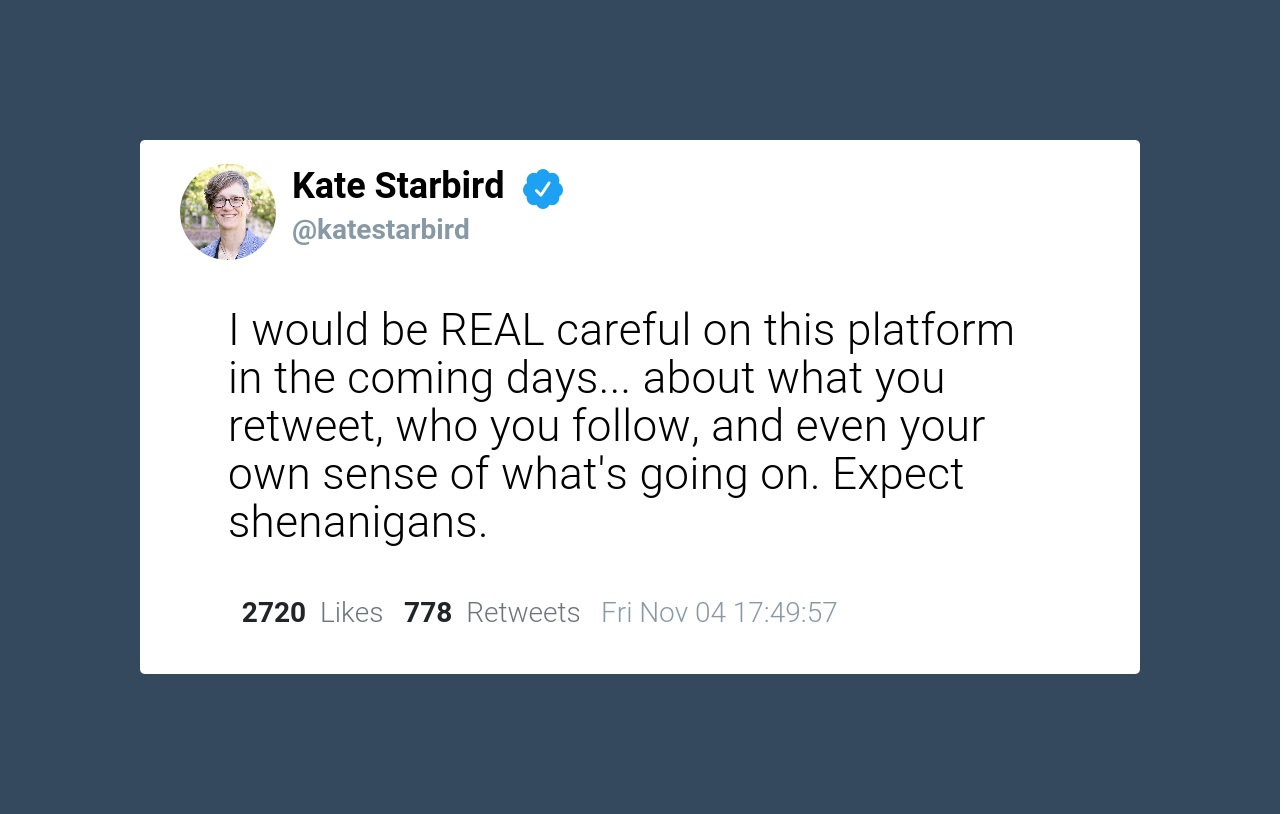 Kate Starbird
@katestarbird
I would be REAL careful on this platform
in the coming days... about what you
retweet, who you follow, and even your
own sense of what's going on. Expect
shenanigans.
2720 Likes 778 Retweets Fri Nov 04 17:49:57